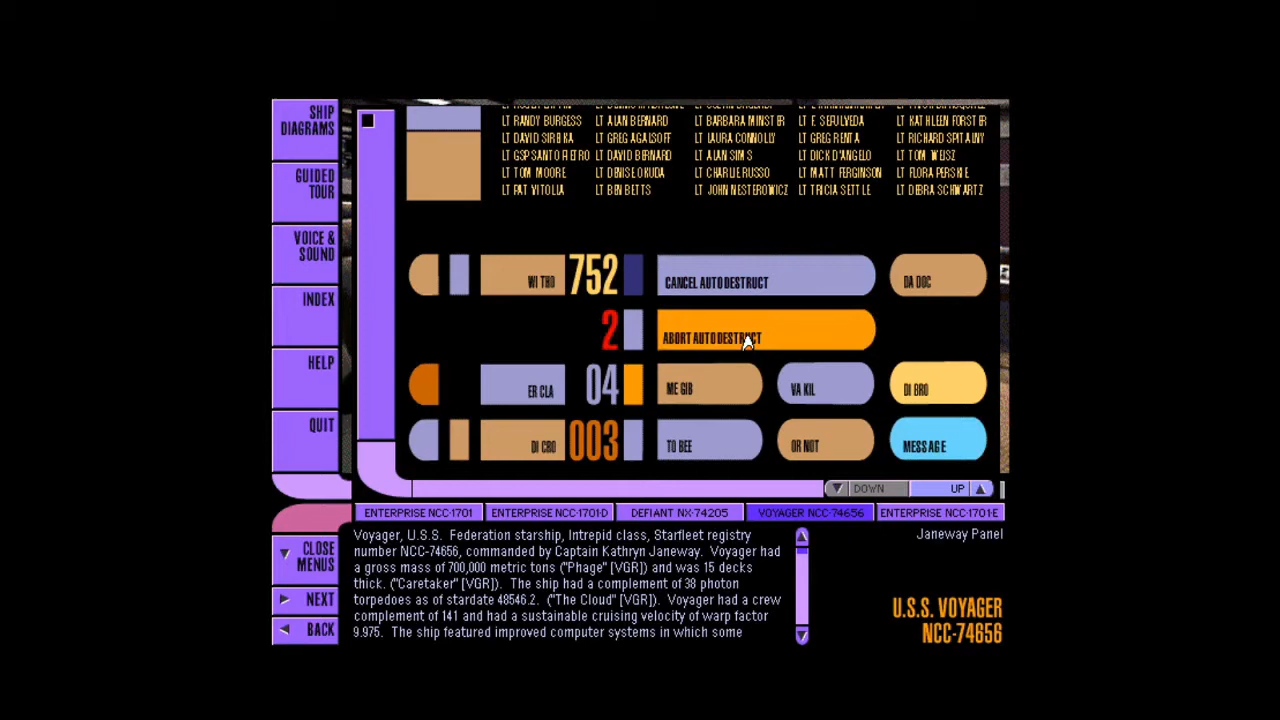 SHIP
DIAGRAMS
GUIDED
TOUR
VOICE &
SOUND
INDEX
HELP
QUIT
LT RANDY BURGESS LT ALAN BERNARD LT BARBARA MINSTER LT F. SEPULVEDA LT KATHLEEN FORSTER
LT DAVID SIRBKA LT GREG AGALSOFF LT LAURA CONNOLLY LT GREG RENTA LT RICHARD SPITALNY
LT GSP SANTO PIETRO LT DAVID BERNARD LT ALAN SIMS LT DICK D'ANGELO LT TOM WEISZ
LT TOM MOORE LT DENISE OKUDA LT CHARLIE RUSSO LT MATT FERGINSON LT FLORA PERSKIE
LT PAT VITOLIA LT BEN BETTS LT JOHN NESTEROWICZ LT TRICIA SETTLE LT DEBRA SCHWARTZ
WI THO 752 CANCEL AUTO DESTRUCT DA DOC
2 ABORT AUTO DESTRUCT
ER CLA 04 ME GIB VA KIL DI BRO
DI CBO 003 TO BEE OR NOT MESSAGE
DOWN UP
ENTERPRISE NCC-1701 ENTERPRISE NCC-1701-D DEFIANT NX-74205 VOYAGER NCC-74656 ENTERPRISE NCC-1701-E
CLOSE
MENUS
NEXT
BACK
Voyager, U.S.S. Federation starship, Intrepid class, Starfleet registry
number NCC-74656, commanded by Captain Kathryn Janeway. Voyager had
a gross mass of 700,000 metric tons ("Phage" [VGR]) and was 15 decks
thick. ("Caretaker" [VGR]). The ship had a complement of 38 photon
torpedoes as of stardate 48546.2. ("The Cloud" [VGR]). Voyager had a crew
complement of 141 and had a sustainable cruising velocity of warp factor
9.975. The ship featured improved computer systems in which some
Janeway Panel
U.S.S. VOYAGER
NCC-74656